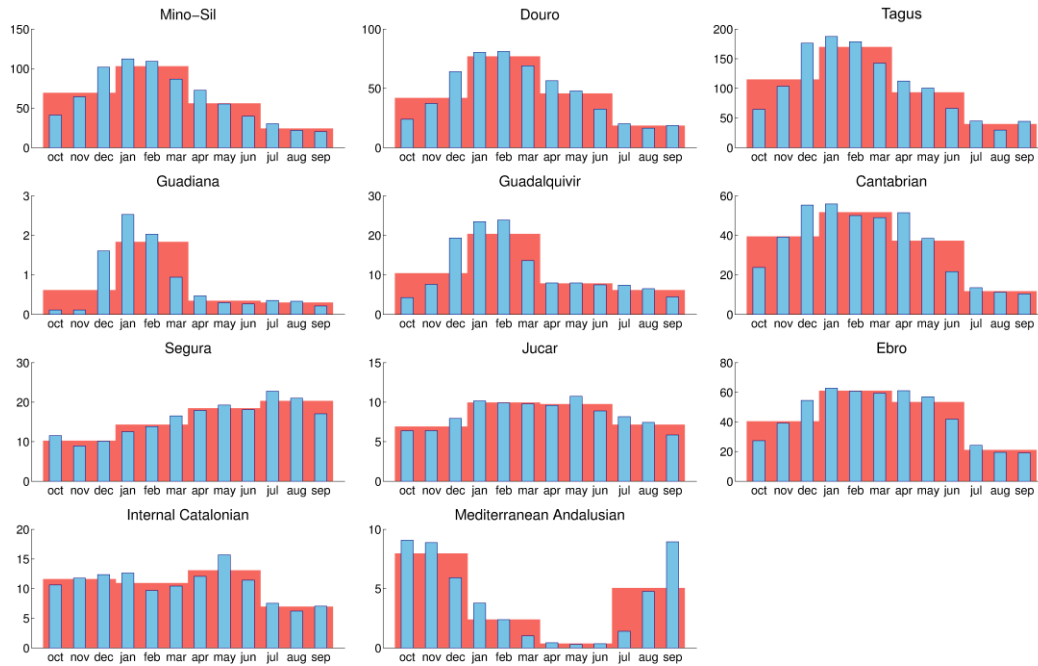 Mino-Sil
150
100
50
0
oct nov dec jan feb mar apr may jun jul aug sep
Douro
100
50
0
oct nov dec jan feb mar apr may jun jul aug sep
Tagus
200
150
100
50
0
oct nov dec jan feb mar apr may jun jul aug sep
Guadiana
3
2
1
0
oct nov dec jan feb mar apr may jun jul aug sep
Guadalquivir
30
20
10
0
oct nov dec jan feb mar apr may jun jul aug sep
Cantabrian
60
40
20
0
oct nov dec jan feb mar apr may jun jul aug sep
Segura
30
20
10
0
oct nov dec jan feb mar apr may jun jul aug sep
Jucar
15
10
5
0
oct nov dec jan feb mar apr may jun jul aug sep
Ebro
80
60
40
20
0
oct nov dec jan feb mar apr may jun jul aug sep
Internal Catalonian
20
15
10
5
0
oct nov dec jan feb mar apr may jun jul aug sep
Mediterranean Andalusian
10
5
0
oct nov dec jan feb mar apr may jun jul aug sep